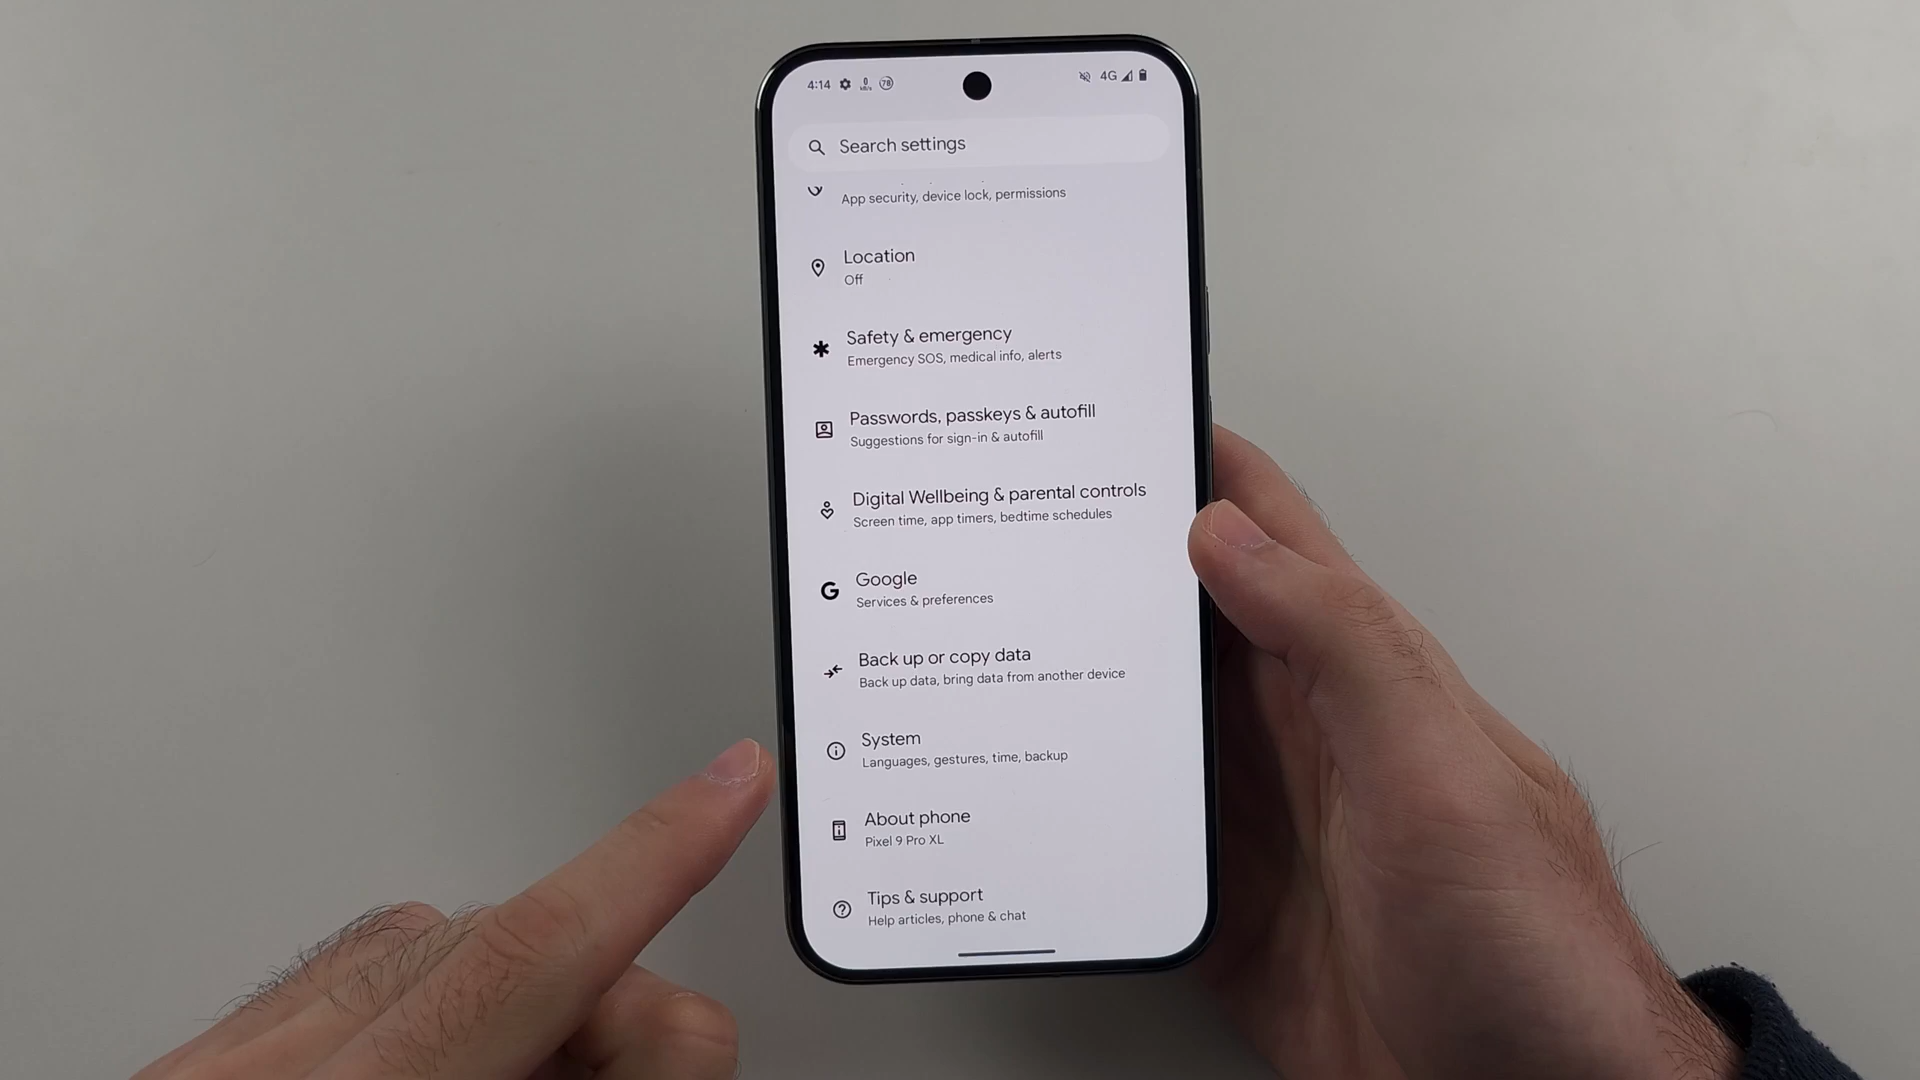 4:14
0
kB/s
78
4G
Search settings
App security, device lock, permissions
Location
Off
Safety & emergency
Emergency SOS, medical info, alerts
Passwords, passkeys & autofill
Suggestions for sign-in & autofill
Digital Wellbeing & parental controls
Screen time, app timers, bedtime schedules
G
Google
Services & preferences
Back up or copy data
Back up data, bring data from another device
System
Languages, gestures, time, backup
About phone
Pixel 9 Pro XL
Tips & support
Help articles, phone & chat